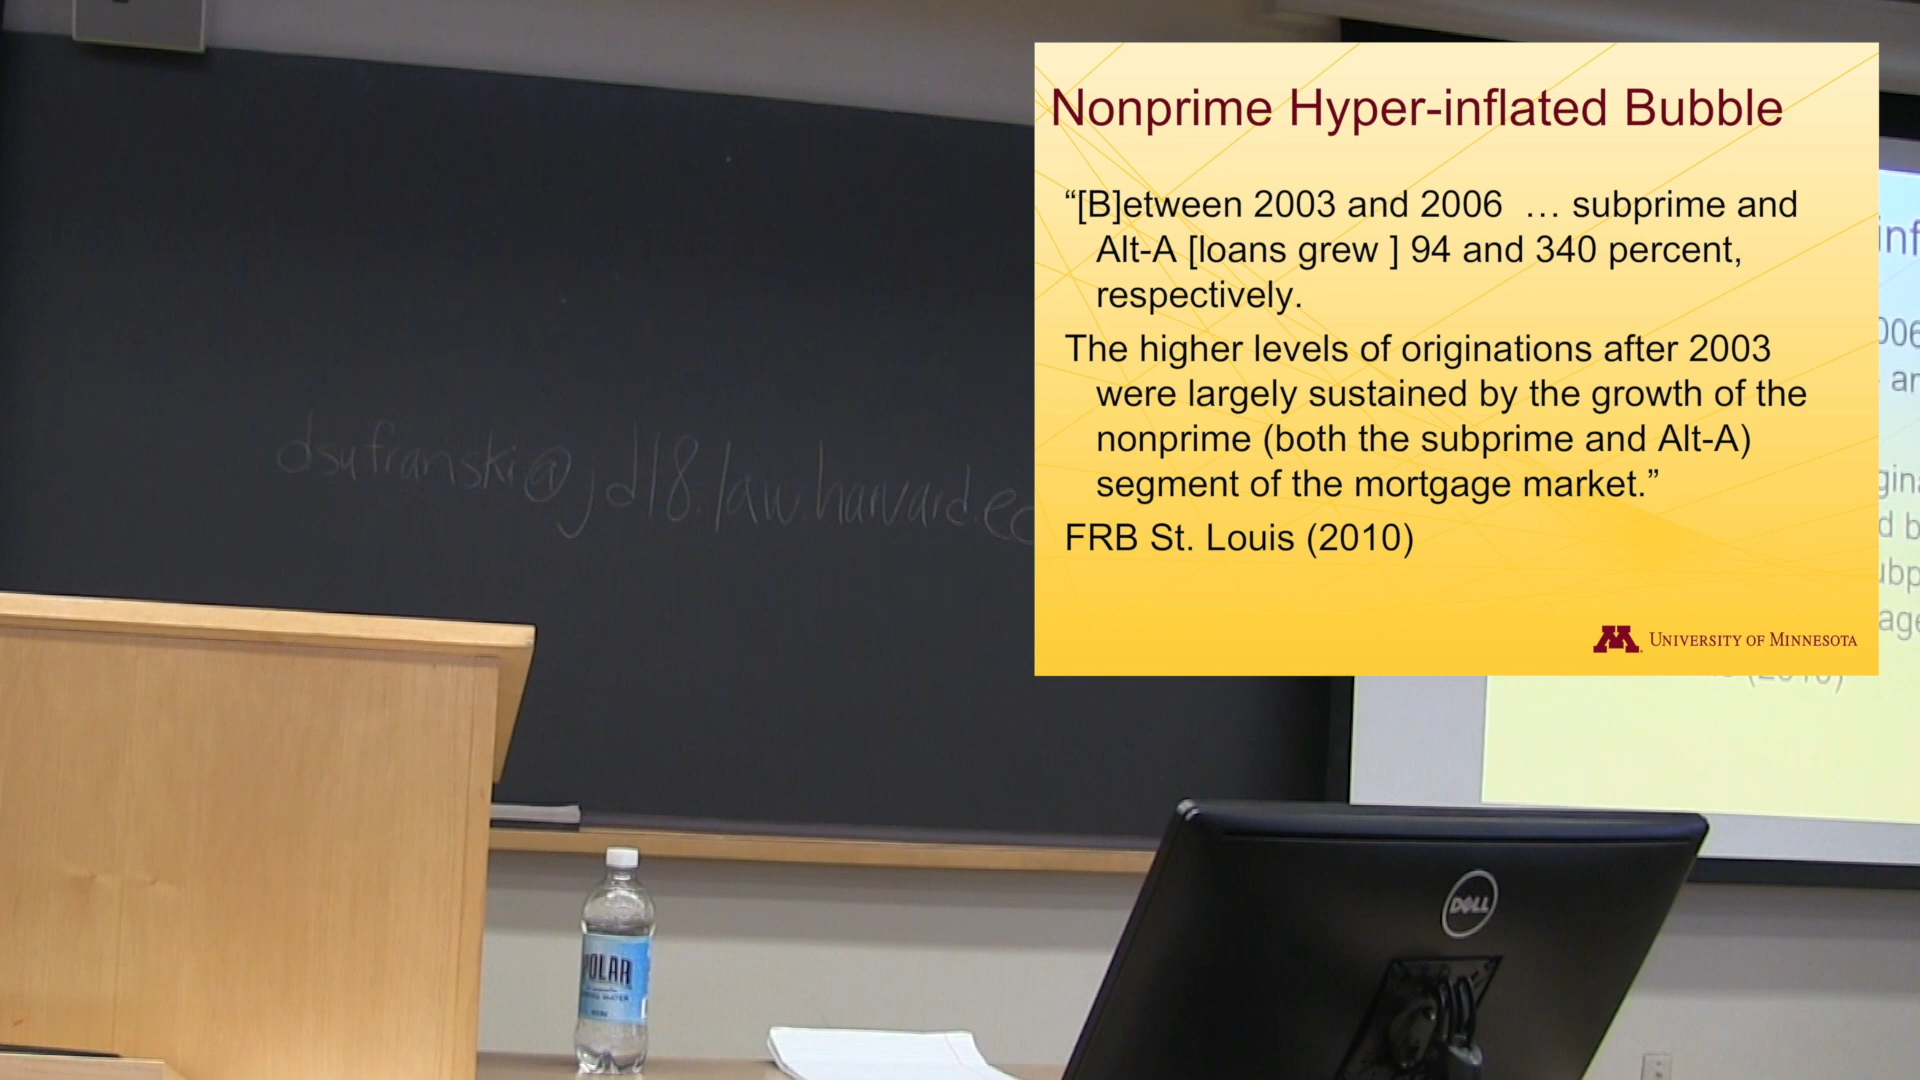 Nonprime Hyper-inflated Bubble
“[B]etween 2003 and 2006 … subprime and
Alt-A [loans grew ] 94 and 340 percent,
respectively.
The higher levels of originations after 2003
were largely sustained by the growth of the
nonprime (both the subprime and Alt-A)
segment of the mortgage market.”
FRB St. Louis (2010)
M UNIVERSITY OF MINNESOTA
dsufranski@jd18.law.harvard.ed
POLAR
WATER
DELL